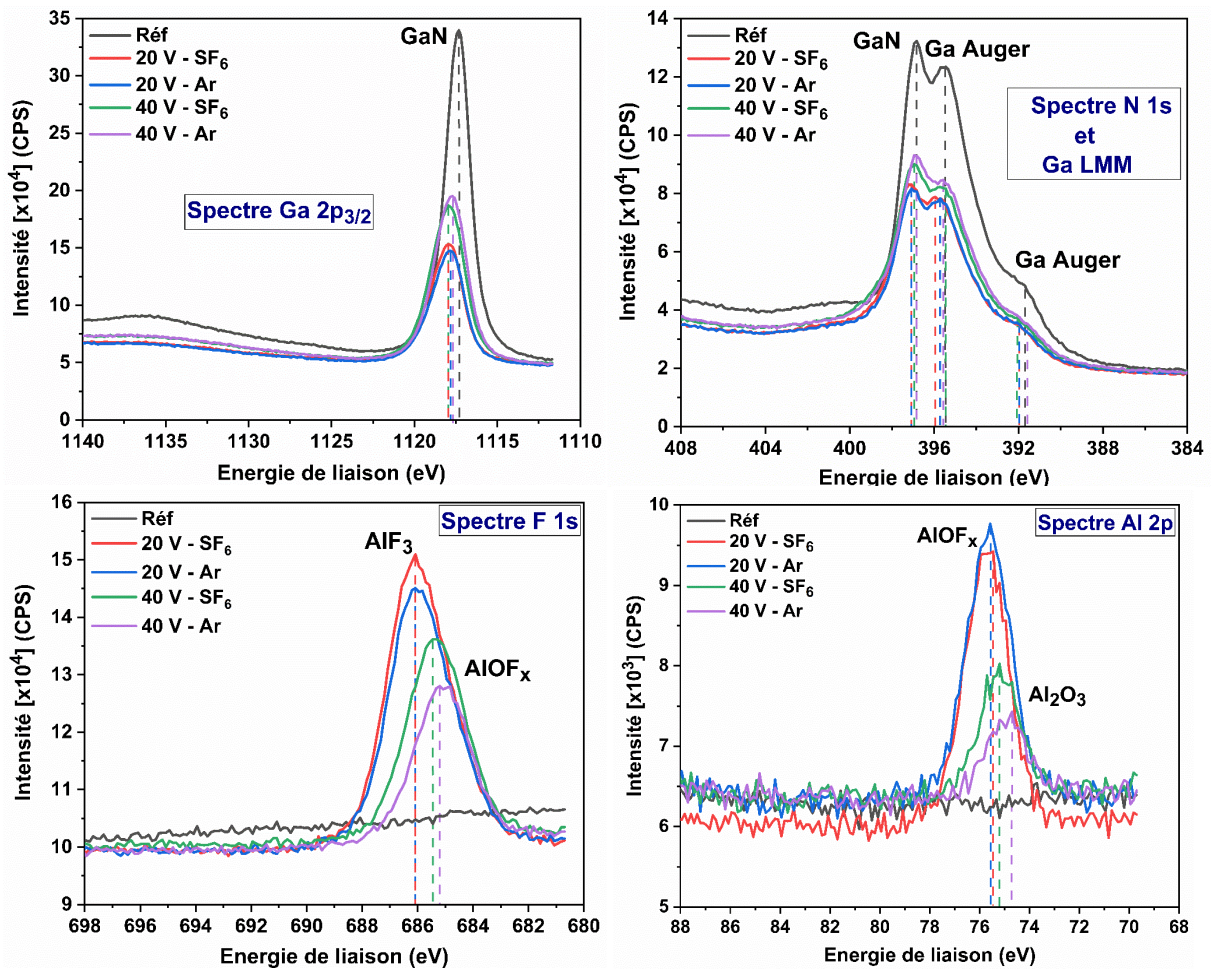 35
30
25
20
15
10
5
0
Intensité [x10⁴] (CPS)
Réf
20 V - SF₆
20 V - Ar
40 V - SF₆
40 V - Ar
GaN
Spectre Ga 2p₃/₂
1140 1135 1130 1125 1120 1115 1110
Energie de liaison (eV)
14
12
10
8
6
4
2
0
Intensité [x10⁴] (CPS)
Réf
20 V - SF₆
20 V - Ar
40 V - SF₆
40 V - Ar
GaN
Ga Auger
Spectre N 1s
et
Ga LMM
Ga Auger
408 404 400 396 392 388 384
Energie de liaison (eV)
16
15
14
13
12
11
10
9
Intensité [x10⁴] (CPS)
Réf
20 V - SF₆
20 V - Ar
40 V - SF₆
40 V - Ar
Spectre F 1s
AlF₃
AlOFₓ
698 696 694 692 690 688 686 684 682 680
Energie de liaison (eV)
10
9
8
7
6
5
Intensité [x10³] (CPS)
Réf
20 V - SF₆
20 V - Ar
40 V - SF₆
40 V - Ar
Spectre Al 2p
AlOFₓ
Al₂O₃
88 86 84 82 80 78 76 74 72 70 68
Energie de liaison (eV)